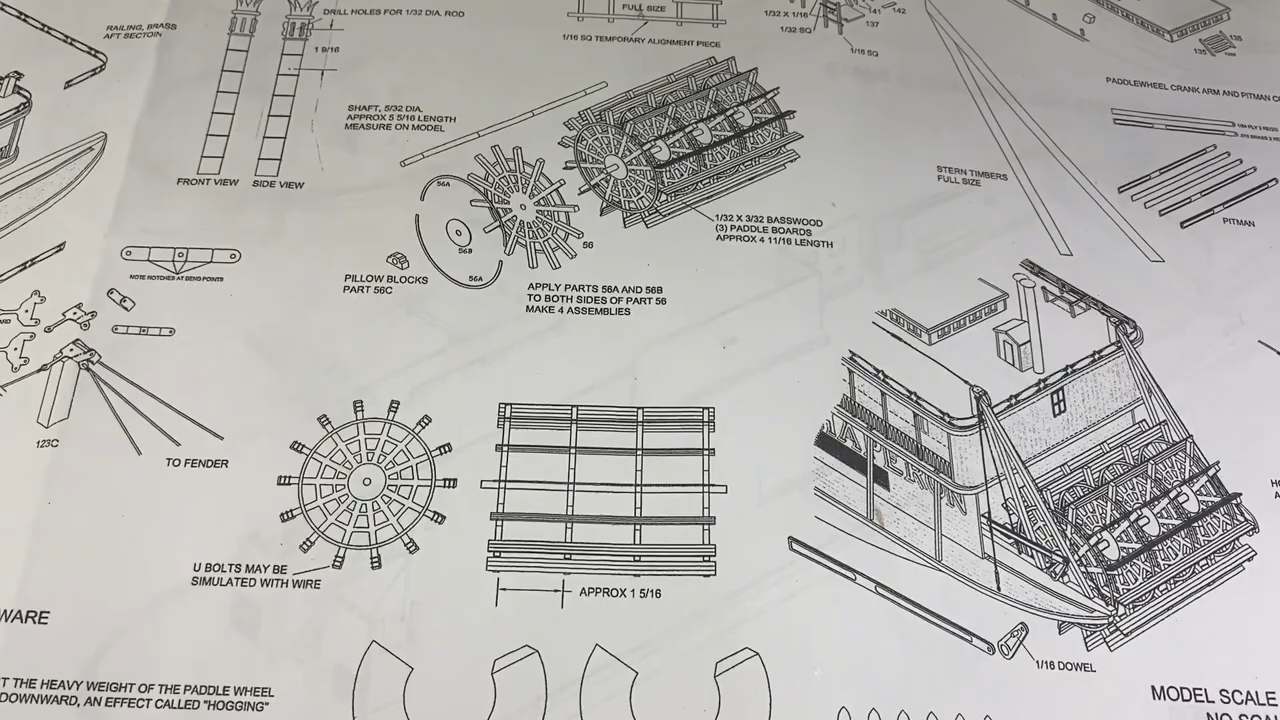 RAILING, BRASS
AFT SECTOIN
DRILL HOLES FOR 1/32 DIA. ROD
1 9/16
FRONT VIEW
SIDE VIEW
FULL SIZE
1/16 SQ TEMPORARY ALIGNMENT PIECE
1/32 X 1/16
1/32 SQ
141
142
137
1/16 SQ
135
135
SHAFT, 5/32 DIA.
APPROX 5 5/16 LENGTH
MEASURE ON MODEL
PADDLEWHEEL CRANK ARM AND PITMAN
STERN TIMBERS
FULL SIZE
PITMAN
56A
56B
56A
56
1/32 X 3/32 BASSWOOD
(3) PADDLE BOARDS
APPROX 4 11/16 LENGTH
NOTE NOTCHES AT BEND POINTS
PILLOW BLOCKS
PART 56C
APPLY PARTS 56A AND 56B
TO BOTH SIDES OF PART 56
MAKE 4 ASSEMBLIES
123C
TO FENDER
U BOLTS MAY BE
SIMULATED WITH WIRE
APPROX 1 5/16
1/16 DOWEL
WARE
T THE HEAVY WEIGHT OF THE PADDLE WHEEL
DOWNWARD, AN EFFECT CALLED "HOGGING"
MODEL SCALE